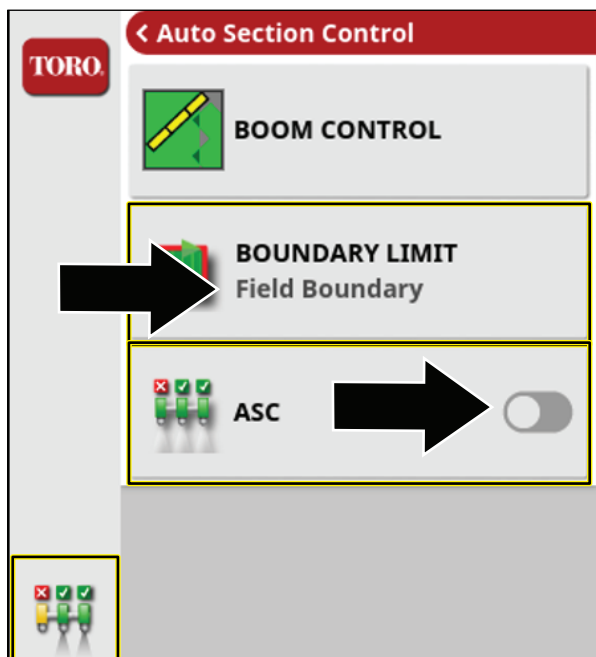 TORO.
< Auto Section Control
BOOM CONTROL
BOUNDARY LIMIT
Field Boundary
ASC